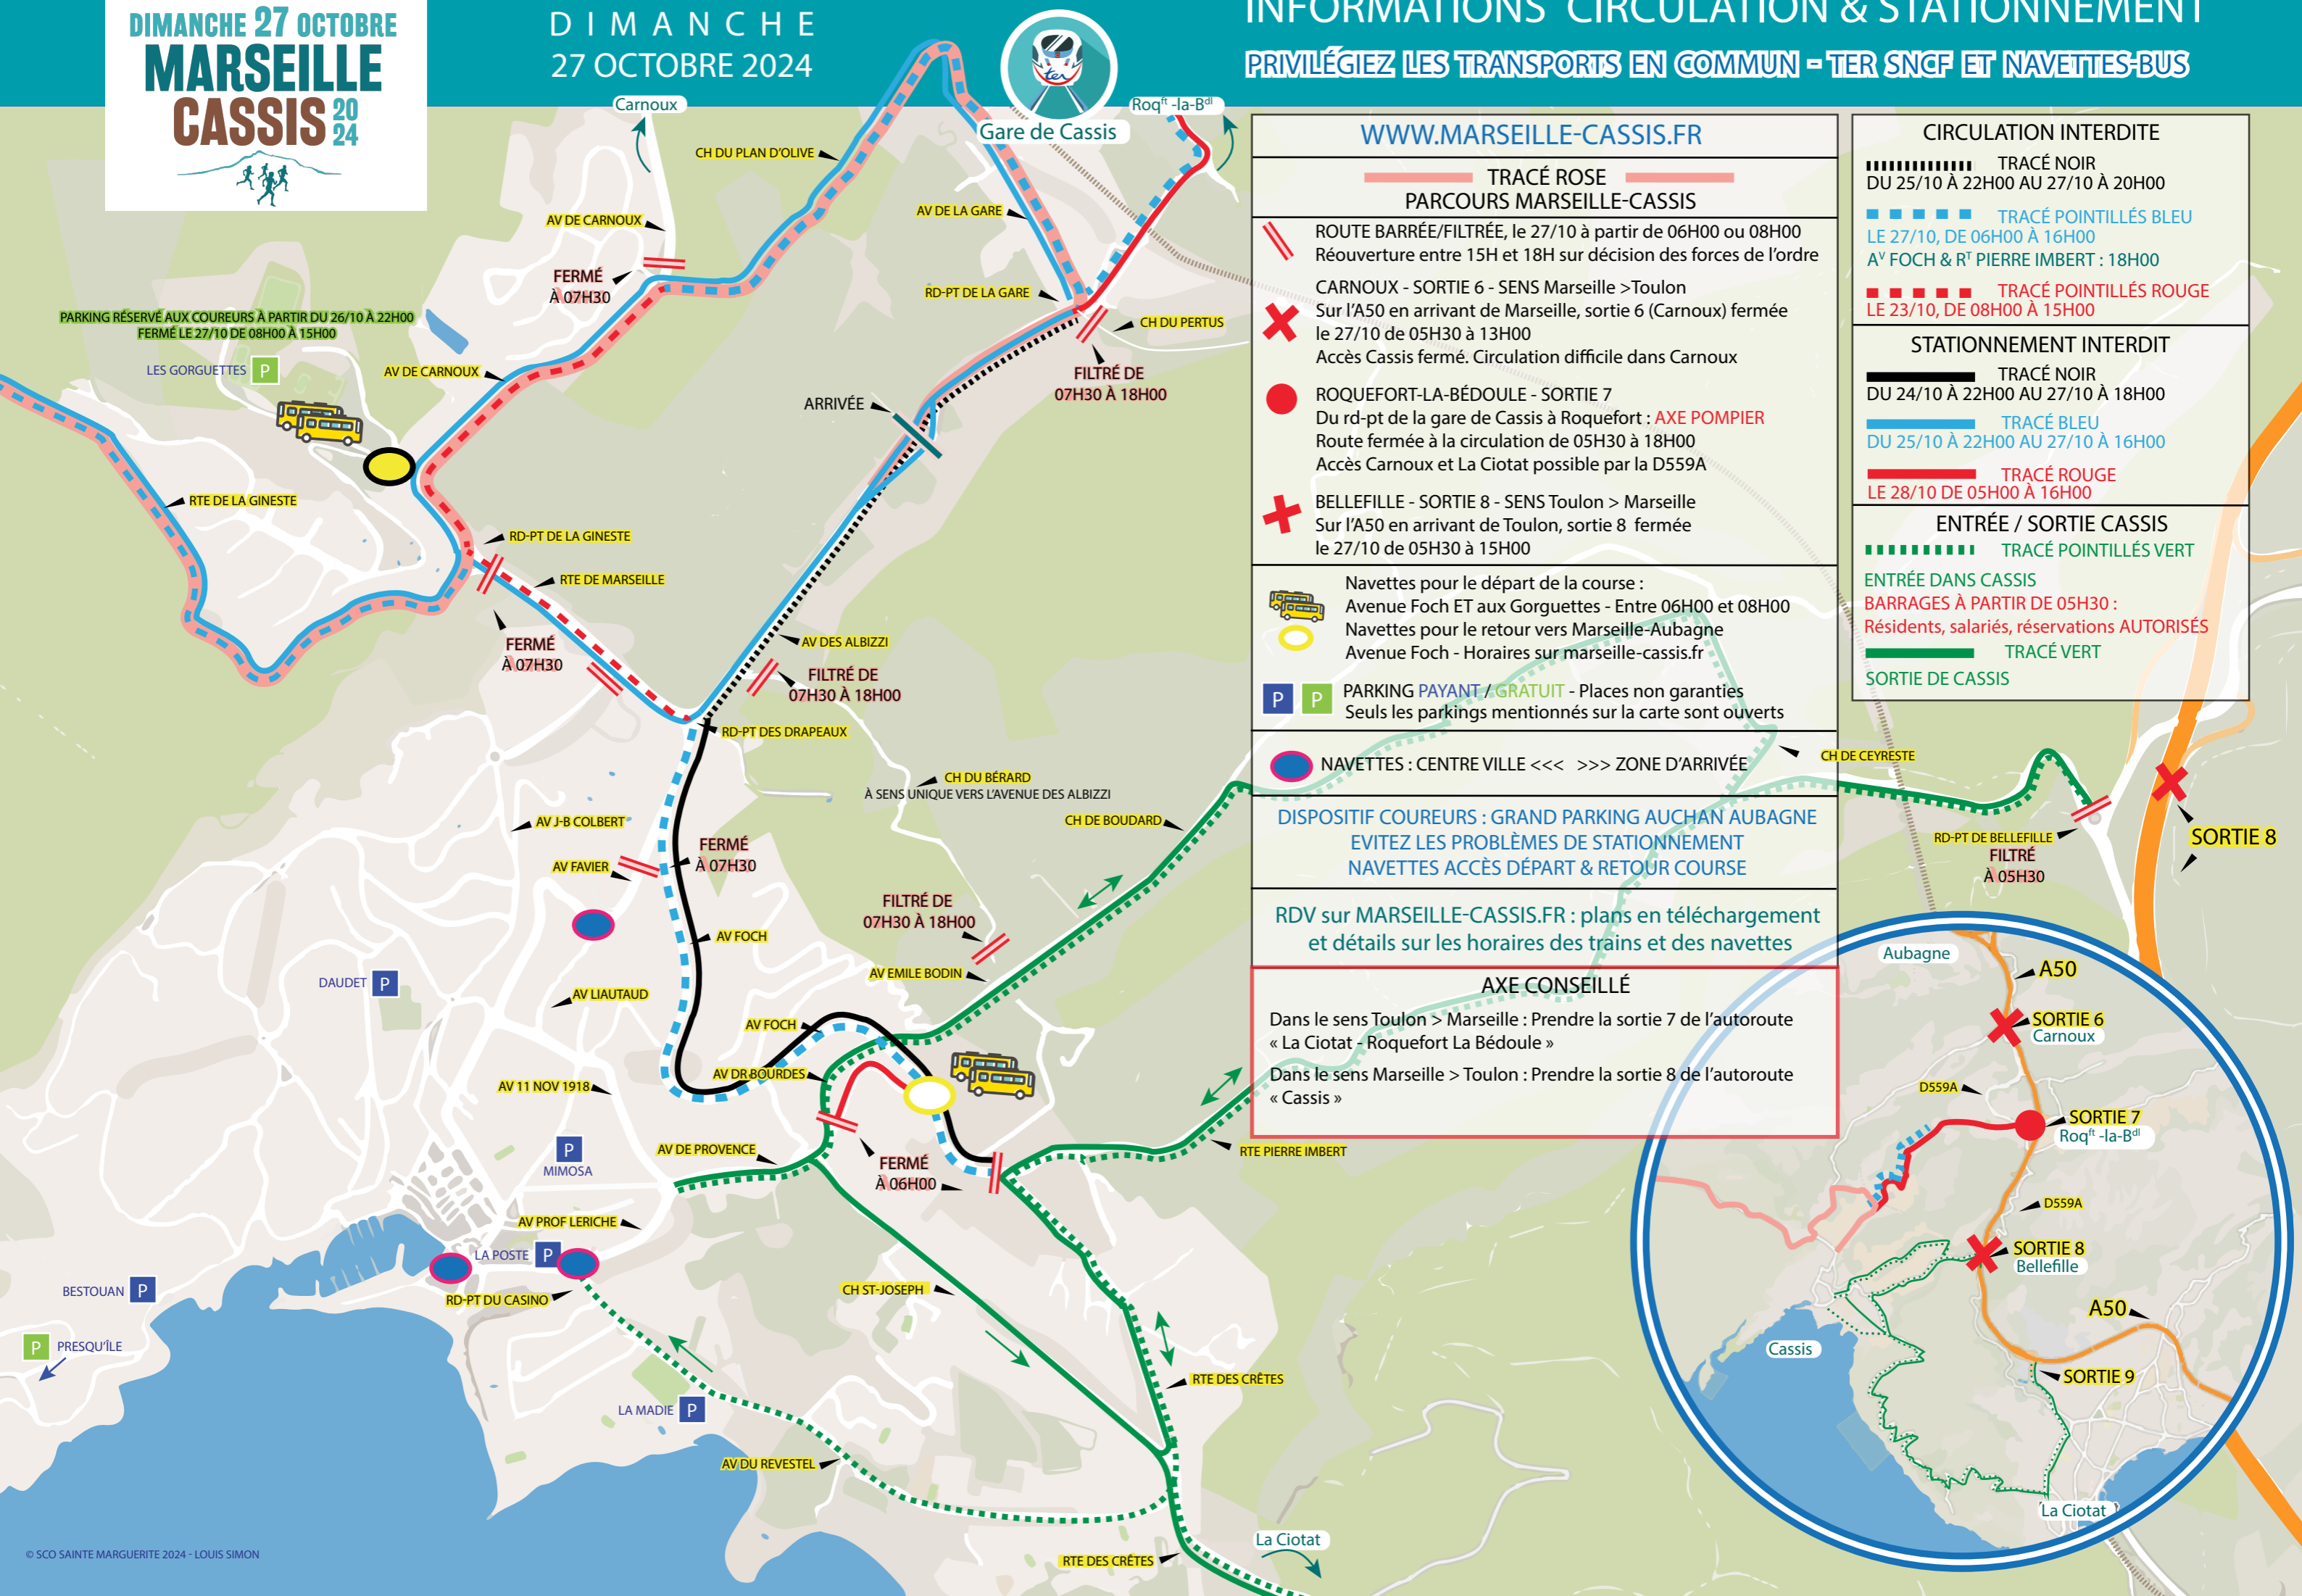 DIMANCHE 27 OCTOBRE
MARSEILLE
CASSIS 20
24
DIMANCHE
27 OCTOBRE 2024
ter
Gare de Cassis
INFORMATIONS CIRCULATION & STATIONNEMENT
PRIVILÉGIEZ LES TRANSPORTS EN COMMUN - TER SNCF ET NAVETTES-BUS
Carnoux
Roqft -la-Bdl
CH DU PLAN D'OLIVE
AV DE CARNOUX
AV DE LA GARE
FERMÉ
À 07H30
RD-PT DE LA GARE
CH DU PERTUS
PARKING RÉSERVÉ AUX COUREURS À PARTIR DU 26/10 À 22H00
FERMÉ LE 27/10 DE 08H00 À 15H00
LES GORGUETTES P
AV DE CARNOUX
FILTRÉ DE
07H30 À 18H00
ARRIVÉE
RTE DE LA GINESTE
RD-PT DE LA GINESTE
RTE DE MARSEILLE
FERMÉ
À 07H30
AV DES ALBIZZI
FILTRÉ DE
07H30 À 18H00
RD-PT DES DRAPEAUX
CH DU BÉRARD
À SENS UNIQUE VERS L'AVENUE DES ALBIZZI
AV J-B COLBERT
CH DE BOUDARD
FERMÉ
À 07H30
AV FAVIER
FILTRÉ DE
07H30 À 18H00
AV FOCH
AV EMILE BODIN
DAUDET P
AV LIAUTAUD
AV FOCH
AV DR BOURDES
AV 11 NOV 1918
P
MIMOSA
AV DE PROVENCE
FERMÉ
À 06H00
RTE PIERRE IMBERT
AV PROF LERICHE
LA POSTE P
BESTOUAN P
RD-PT DU CASINO
CH ST-JOSEPH
P PRESQU'ÎLE
RTE DES CRÊTES
LA MADIE P
AV DU REVESTEL
La Ciotat
RTE DES CRÊTES
© SCO SAINTE MARGUERITE 2024 - LOUIS SIMON
WWW.MARSEILLE-CASSIS.FR
TRACÉ ROSE
PARCOURS MARSEILLE-CASSIS
ROUTE BARRÉE/FILTRÉE, le 27/10 à partir de 06H00 ou 08H00
Réouverture entre 15H et 18H sur décision des forces de l'ordre
CARNOUX - SORTIE 6 - SENS Marseille >Toulon
Sur l'A50 en arrivant de Marseille, sortie 6 (Carnoux) fermée
le 27/10 de 05H30 à 13H00
Accès Cassis fermé. Circulation difficile dans Carnoux
ROQUEFORT-LA-BÉDOULE - SORTIE 7
Du rd-pt de la gare de Cassis à Roquefort : AXE POMPIER
Route fermée à la circulation de 05H30 à 18H00
Accès Carnoux et La Ciotat possible par la D559A
BELLEFILLE - SORTIE 8 - SENS Toulon > Marseille
Sur l'A50 en arrivant de Toulon, sortie 8 fermée
le 27/10 de 05H30 à 15H00
Navettes pour le départ de la course :
Avenue Foch ET aux Gorguettes - Entre 06H00 et 08H00
Navettes pour le retour vers Marseille-Aubagne
Avenue Foch - Horaires sur marseille-cassis.fr
P P PARKING PAYANT / GRATUIT - Places non garanties
Seuls les parkings mentionnés sur la carte sont ouverts
NAVETTES : CENTRE VILLE <<< >>> ZONE D'ARRIVÉE
DISPOSITIF COUREURS : GRAND PARKING AUCHAN AUBAGNE
EVITEZ LES PROBLÈMES DE STATIONNEMENT
NAVETTES ACCÈS DÉPART & RETOUR COURSE
RDV sur MARSEILLE-CASSIS.FR : plans en téléchargement
et détails sur les horaires des trains et des navettes
AXE CONSEILLÉ
Dans le sens Toulon > Marseille : Prendre la sortie 7 de l'autoroute
« La Ciotat - Roquefort La Bédoule »
Dans le sens Marseille > Toulon : Prendre la sortie 8 de l'autoroute
« Cassis »
CIRCULATION INTERDITE
TRACÉ NOIR
DU 25/10 À 22H00 AU 27/10 À 20H00
TRACÉ POINTILLÉS BLEU
LE 27/10, DE 06H00 À 16H00
AV FOCH & RT PIERRE IMBERT : 18H00
TRACÉ POINTILLÉS ROUGE
LE 23/10, DE 08H00 À 15H00
STATIONNEMENT INTERDIT
TRACÉ NOIR
DU 24/10 À 22H00 AU 27/10 À 18H00
TRACÉ BLEU
DU 25/10 À 22H00 AU 27/10 À 16H00
TRACÉ ROUGE
LE 28/10 DE 05H00 À 16H00
ENTRÉE / SORTIE CASSIS
TRACÉ POINTILLÉS VERT
ENTRÉE DANS CASSIS
BARRAGES À PARTIR DE 05H30 :
Résidents, salariés, réservations AUTORISÉS
TRACÉ VERT
SORTIE DE CASSIS
CH DE CEYRESTE
RD-PT DE BELLEFILLE
FILTRÉ
À 05H30
SORTIE 8
Aubagne
A50
SORTIE 6
Carnoux
D559A
SORTIE 7
Roqft -la-Bdl
D559A
SORTIE 8
Bellefille
A50
Cassis
SORTIE 9
La Ciotat